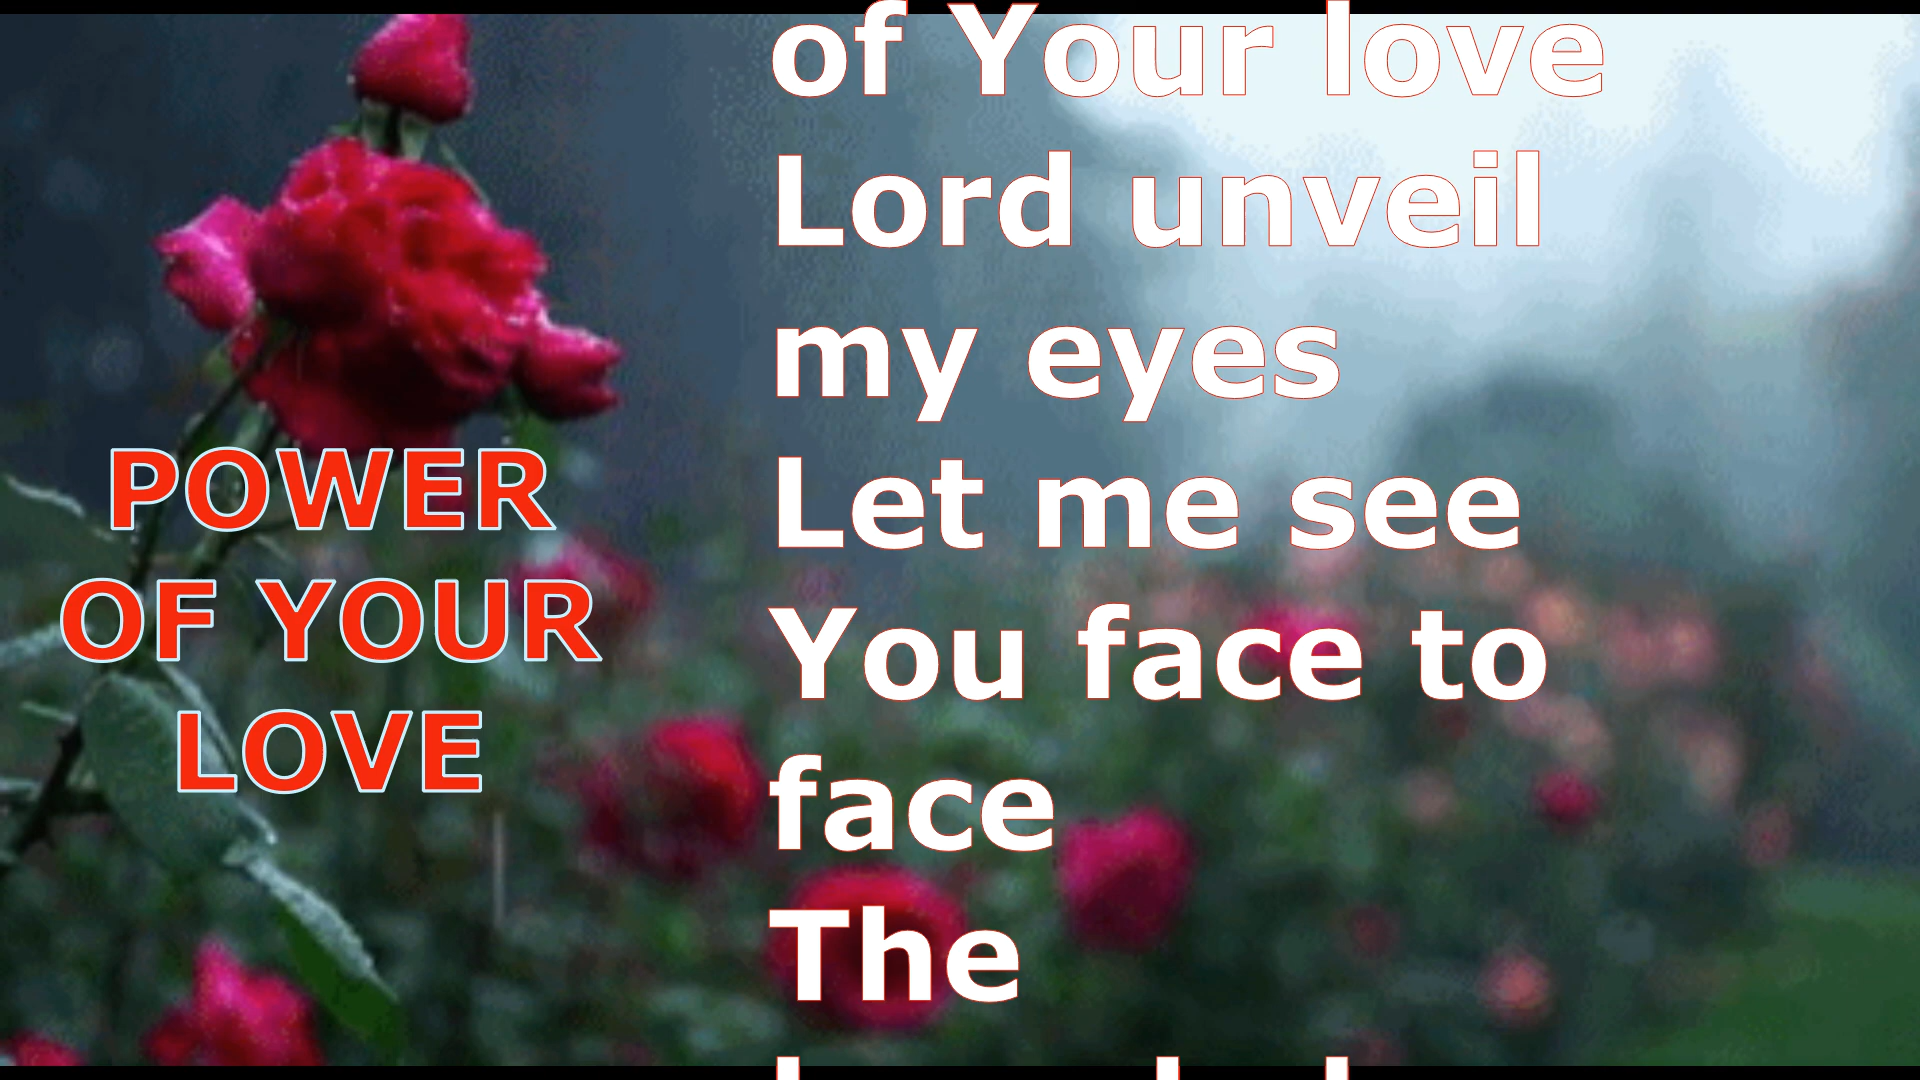 POWER
OF YOUR
LOVE
of Your love
Lord unveil
my eyes
Let me see
You face to
face
The